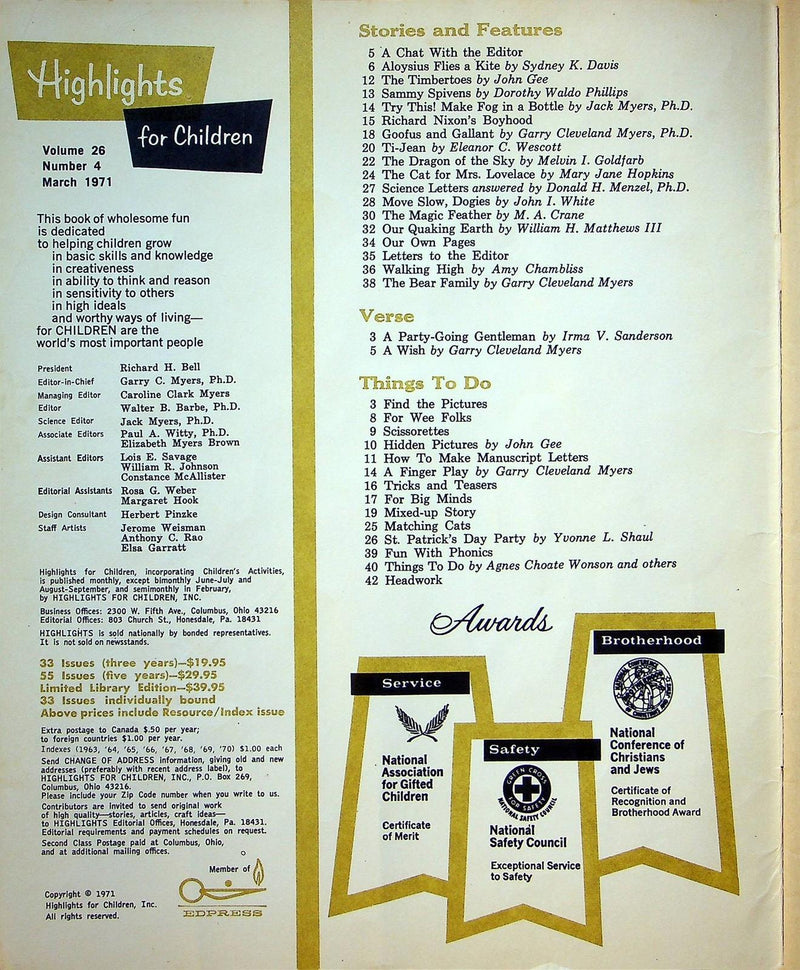 Highlights
for Children
Volume 26
Number 4
March 1971
This book of wholesome fun
is dedicated
to helping children grow
in basic skills and knowledge
in creativeness
in ability to think and reason
in sensitivity to others
in high ideals
and worthy ways of living—
for CHILDREN are the
world's most important people
President Richard H. Bell
Editor-in-Chief Garry C. Myers, Ph.D.
Managing Editor Caroline Clark Myers
Editor Walter B. Barbe, Ph.D.
Science Editor Jack Myers, Ph.D.
Associate Editors Paul A. Witty, Ph.D.
Elizabeth Myers Brown
Assistant Editors Lois E. Savage
William R. Johnson
Constance McAllister
Editorial Assistants Rosa G. Weber
Margaret Hook
Design Consultant Herbert Pinzke
Staff Artists Jerome Weisman
Anthony C. Rao
Elsa Garratt
Highlights for Children, incorporating Children's Activities,
is published monthly, except bimonthly June-July and
August-September, and semimonthly in February,
by HIGHLIGHTS FOR CHILDREN, INC.
Business Offices: 2300 W. Fifth Ave., Columbus, Ohio 43216
Editorial Offices: 803 Church St., Honesdale, Pa. 18431
HIGHLIGHTS is sold nationally by bonded representatives.
It is not sold on newsstands.
33 Issues (three years)—$19.95
55 Issues (five years)—$29.95
Limited Library Edition—$39.95
33 Issues individually bound
Above prices include Resource/Index issue
Extra postage to Canada $.50 per year;
to foreign countries $1.00 per year.
Indexes (1963, '64, '65, '66, '67, '68, '69, '70) $1.00 each
Send CHANGE OF ADDRESS information, giving old and new
addresses (preferably with recent address label), to
HIGHLIGHTS FOR CHILDREN, INC., P.O. Box 269,
Columbus, Ohio 43216.
Please include your Zip Code number when you write to us.
Contributors are invited to send original work
of high quality—stories, articles, craft ideas—
to HIGHLIGHTS Editorial Offices, Honesdale, Pa. 18431.
Editorial requirements and payment schedules on request.
Second Class Postage paid at Columbus, Ohio,
and at additional mailing offices.
Member of
EDPRESS
Copyright © 1971
Highlights for Children, Inc.
All rights reserved.
Stories and Features
5 A Chat With the Editor
6 Aloysius Flies a Kite by Sydney K. Davis
12 The Timbertoes by John Gee
13 Sammy Spivens by Dorothy Waldo Phillips
14 Try This! Make Fog in a Bottle by Jack Myers, Ph.D.
15 Richard Nixon's Boyhood
18 Goofus and Gallant by Garry Cleveland Myers, Ph.D.
20 Ti-Jean by Eleanor C. Wescott
22 The Dragon of the Sky by Melvin I. Goldfarb
24 The Cat for Mrs. Lovelace by Mary Jane Hopkins
27 Science Letters answered by Donald H. Menzel, Ph.D.
28 Move Slow, Dogies by John I. White
30 The Magic Feather by M. A. Crane
32 Our Quaking Earth by William H. Matthews III
34 Our Own Pages
35 Letters to the Editor
36 Walking High by Amy Chambliss
38 The Bear Family by Garry Cleveland Myers
Verse
3 A Party-Going Gentleman by Irma V. Sanderson
5 A Wish by Garry Cleveland Myers
Things To Do
3 Find the Pictures
8 For Wee Folks
9 Scissorettes
10 Hidden Pictures by John Gee
11 How To Make Manuscript Letters
14 A Finger Play by Garry Cleveland Myers
16 Tricks and Teasers
17 For Big Minds
19 Mixed-up Story
25 Matching Cats
26 St. Patrick's Day Party by Yvonne L. Shaul
39 Fun With Phonics
40 Things To Do by Agnes Choate Wonson and others
42 Headwork
Awards
Service
National
Association
for Gifted
Children
Certificate
of Merit
Safety
GREEN CROSS
FOR SAFETY
NATIONAL SAFETY COUNCIL
National
Safety Council
Exceptional Service
to Safety
Brotherhood
National
Conference of
Christians
and Jews
Certificate of
Recognition and
Brotherhood Award